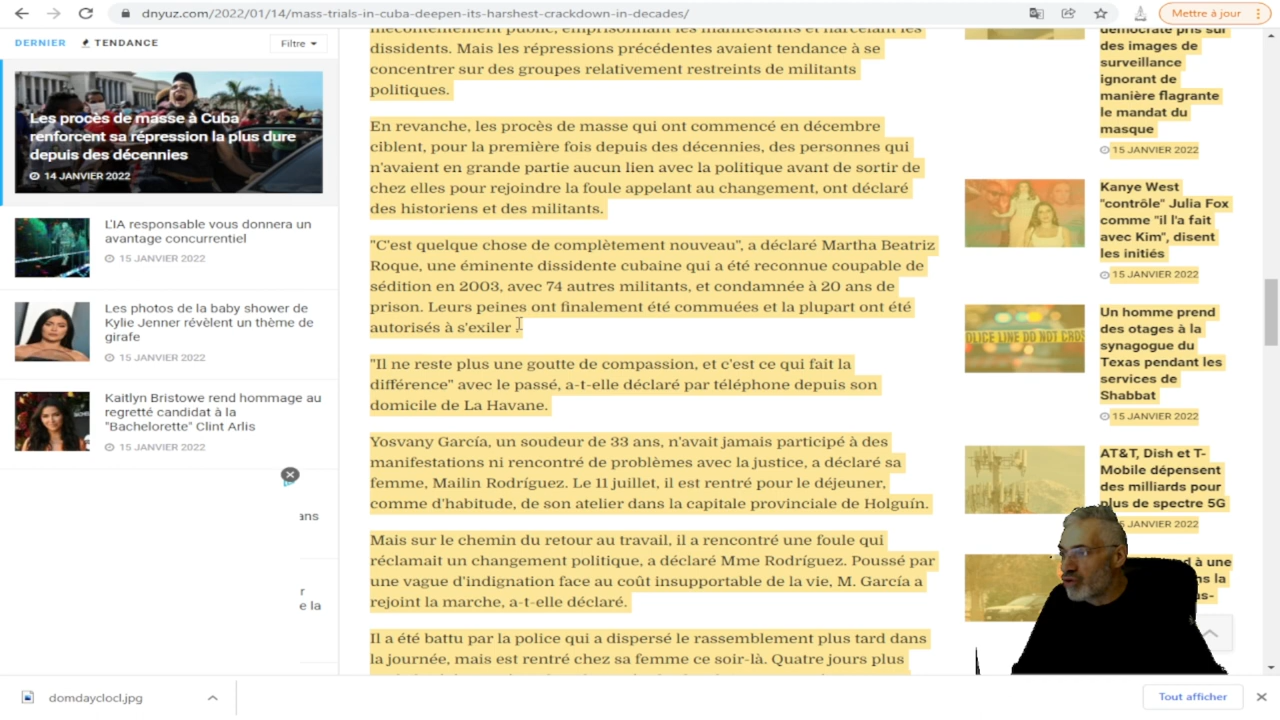 dnyuz.com/2022/01/14/mass-trials-in-cuba-deepen-its-harshest-crackdown-in-decades/
Mettre à jour
DERNIER
TENDANCE
Filtre
Les procès de masse à Cuba
renforcent sa répression la plus dure
depuis des décennies
14 JANVIER 2022
L'IA responsable vous donnera un
avantage concurrentiel
15 JANVIER 2022
Les photos de la baby shower de
Kylie Jenner révèlent un thème de
girafe
15 JANVIER 2022
Kaitlyn Bristowe rend hommage au
regretté candidat à la
"Bachelorette" Clint Arlis
15 JANVIER 2022
ans
r
e la
mécontentement public, emprisonnant les manifestants et harcelant les
dissidents. Mais les répressions précédentes avaient tendance à se
concentrer sur des groupes relativement restreints de militants
politiques.
En revanche, les procès de masse qui ont commencé en décembre
ciblent, pour la première fois depuis des décennies, des personnes qui
n'avaient en grande partie aucun lien avec la politique avant de sortir de
chez elles pour rejoindre la foule appelant au changement, ont déclaré
des historiens et des militants.
"C'est quelque chose de complètement nouveau", a déclaré Martha Beatriz
Roque, une éminente dissidente cubaine qui a été reconnue coupable de
sédition en 2003, avec 74 autres militants, et condamnée à 20 ans de
prison. Leurs peines ont finalement été commuées et la plupart ont été
autorisés à s'exiler .
"Il ne reste plus une goutte de compassion, et c'est ce qui fait la
différence" avec le passé, a-t-elle déclaré par téléphone depuis son
domicile de La Havane.
Yosvany García, un soudeur de 33 ans, n'avait jamais participé à des
manifestations ni rencontré de problèmes avec la justice, a déclaré sa
femme, Mailin Rodríguez. Le 11 juillet, il est rentré pour le déjeuner,
comme d'habitude, de son atelier dans la capitale provinciale de Holguín.
Mais sur le chemin du retour au travail, il a rencontré une foule qui
réclamait un changement politique, a déclaré Mme Rodríguez. Poussé par
une vague d'indignation face au coût insupportable de la vie, M. García a
rejoint la marche, a-t-elle déclaré.
Il a été battu par la police qui a dispersé le rassemblement plus tard dans
la journée, mais est rentré chez sa femme ce soir-là. Quatre jours plus
démocrate pris sur
des images de
surveillance
ignorant de
manière flagrante
le mandat du
masque
15 JANVIER 2022
Kanye West
"contrôle" Julia Fox
comme "il l'a fait
avec Kim", disent
les initiés
15 JANVIER 2022
OLICE LINE DO NOT CROS
Un homme prend
des otages à la
synagogue du
Texas pendant les
services de
Shabbat
15 JANVIER 2022
AT&T, Dish et T-
Mobile dépensent
des milliards pour
plus de spectre 5G
5 JANVIER 2022
d à une
ns la
us-
domdayclocl.jpg
Tout afficher